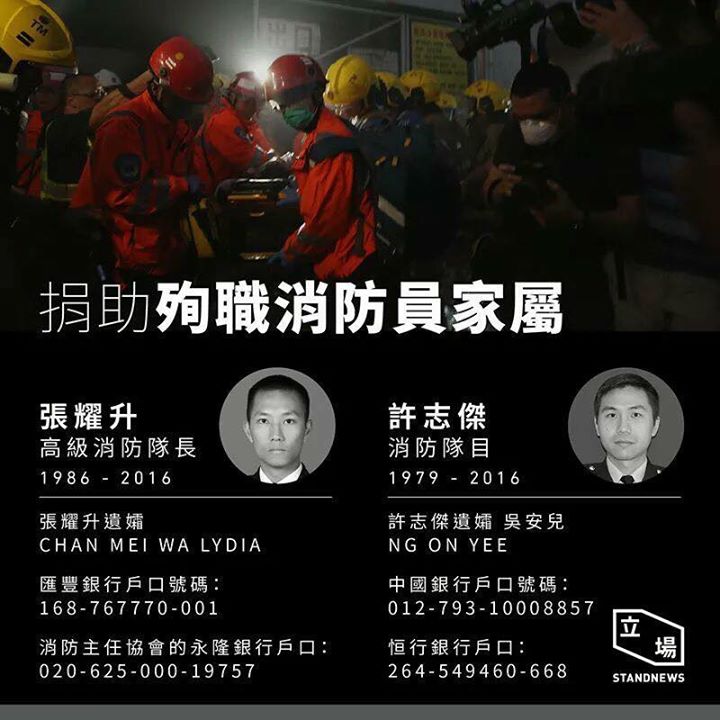 TM
出口
捐助殉職消防員家屬
張耀升
高級消防隊長
1986 - 2016
張耀升遺孀
CHAN MEI WA LYDIA
匯豐銀行戶口號碼：
168-767770-001
消防主任協會的永隆銀行戶口：
020-625-000-19757
許志傑
消防隊目
1979 - 2016
許志傑遺孀 吳安兒
NG ON YEE
中國銀行戶口號碼：
012-793-10008857
恒行銀行戶口：
264-549460-668
立場
STANDNEWS